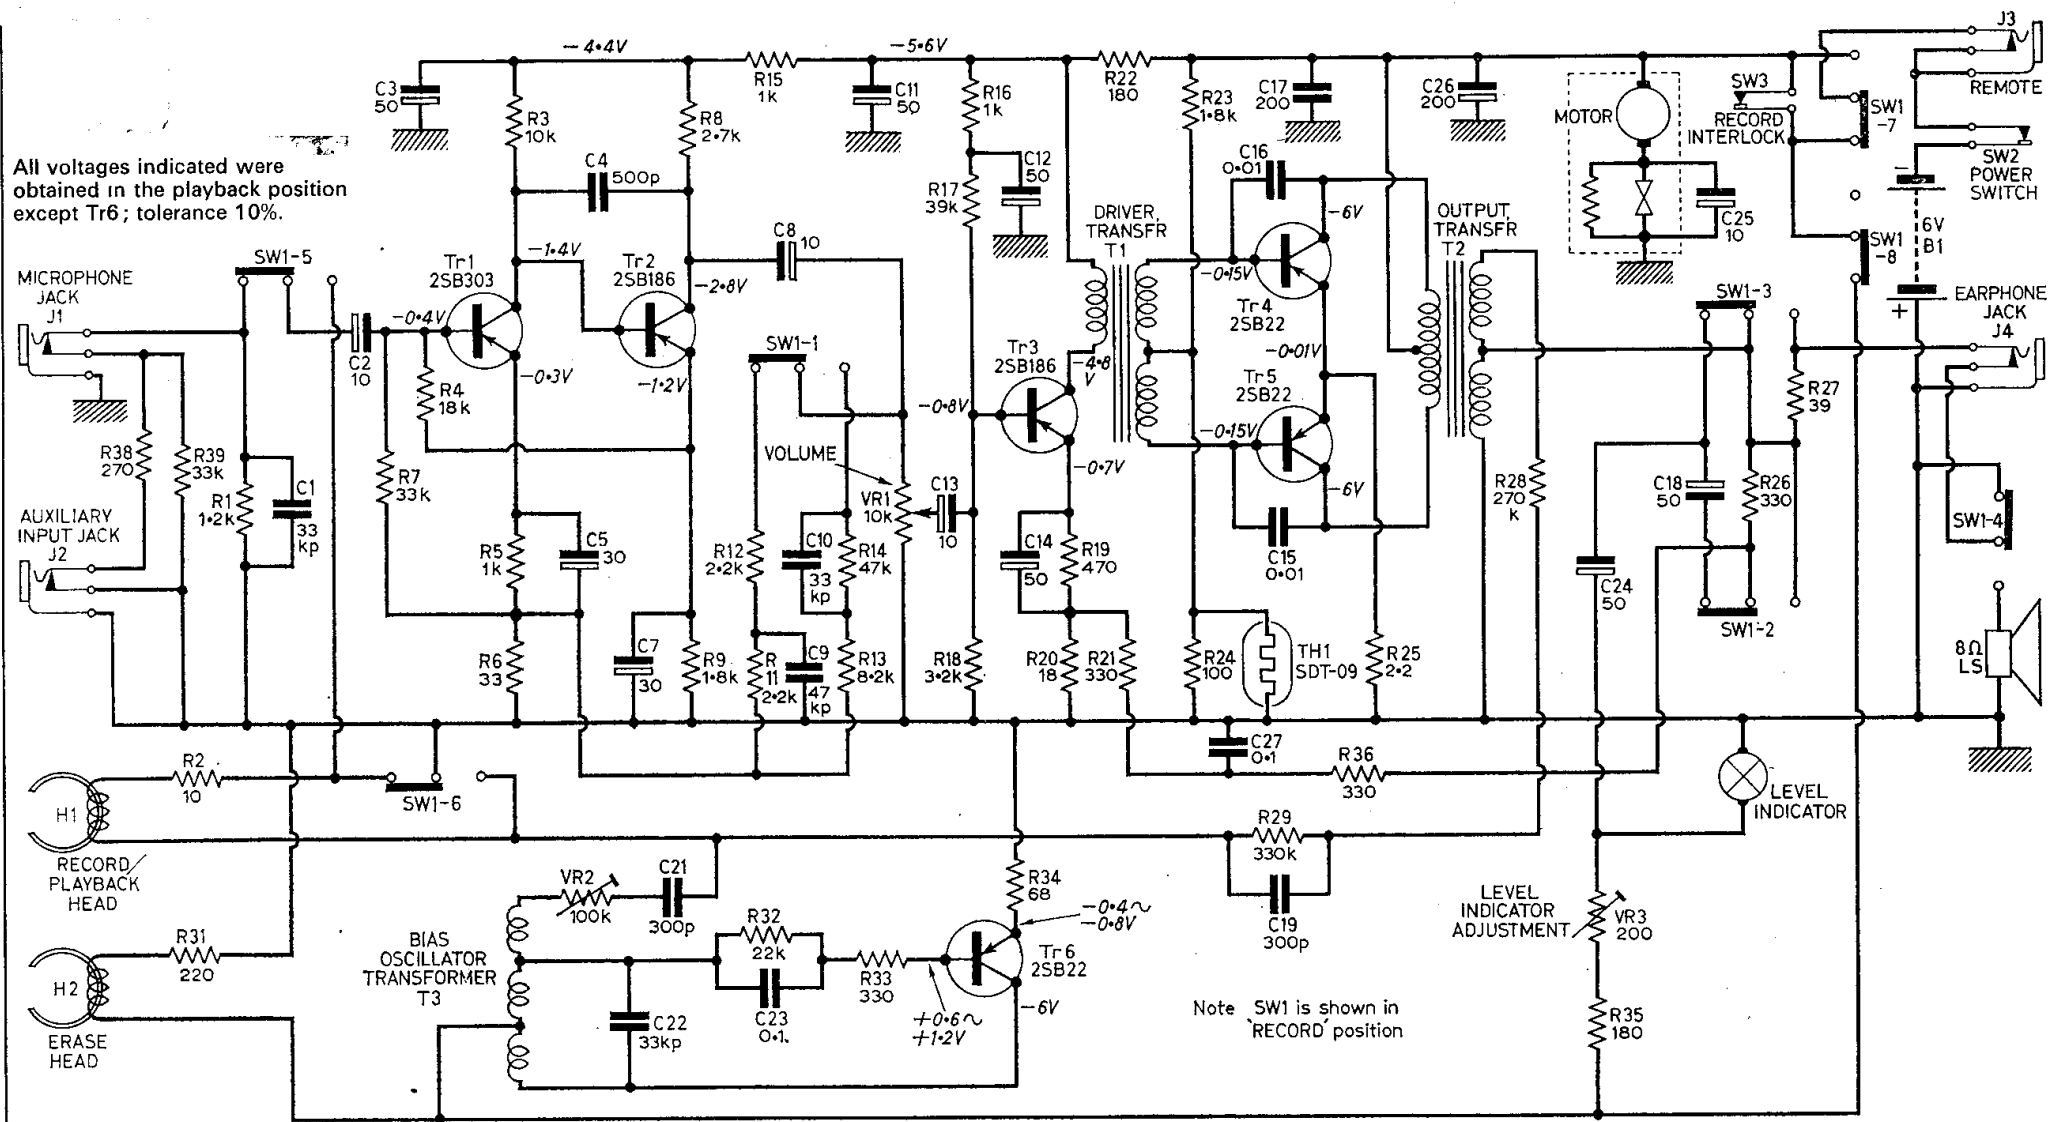 -4·4V
-5·6V
J3
REMOTE
C3
50
R3
10k
R8
2·7k
R15
1k
C11
50
R16
1k
R22
180
R23
1·8k
C17
200
C26
200
MOTOR
SW3
RECORD
INTERLOCK
SW1
-7
SW2
POWER
SWITCH
All voltages indicated were
obtained in the playback position
except Tr6; tolerance 10%.
C4
500p
C12
50
R17
39k
C16
0·01
-6V
C25
10
6V
B1
SW1
-8
DRIVER
TRANSFR
T1
OUTPUT
TRANSFR
T2
MICROPHONE
JACK
J1
SW1-5
Tr1
2SB303
-1·4V
Tr2
2SB186
C8
10
-2·8V
-0·15V
Tr4
2SB22
SW1-3
EARPHONE
JACK
J4
+
-
C2
10
-0·4V
-0·3V
-1·2V
R4
18k
SW1-1
Tr3
2SB186
-4·8
V
-0·01V
Tr5
2SB22
R27
39
-0·8V
-0·15V
-0·7V
-6V
VOLUME
VR1
10k
C13
10
R38
270
R39
33k
R1
1·2k
C1
33
kp
R7
33k
R28
270
k
C18
50
R26
330
SW1-4
AUXILIARY
INPUT JACK
J2
R5
1k
C5
30
R12
2·2k
C10
33
kp
R14
47k
C14
50
R19
470
C15
0·01
C24
50
SW1-2
R6
33
C7
30
R9
1·8k
R
11
2·2k
C9
47
kp
R13
8·2k
R18
3·2k
R20
18
R21
330
R24
100
TH1
SDT-09
R25
2·2
8Ω
LS
R2
10
SW1-6
C27
0·1
R36
330
LEVEL
INDICATOR
H1
RECORD/
PLAYBACK
HEAD
R29
330k
C19
300p
VR2
100k
C21
300p
R34
68
-0·4~
-0·8V
LEVEL
INDICATOR
ADJUSTMENT
VR3
200
R31
220
BIAS
OSCILLATOR
TRANSFORMER
T3
R32
22k
C23
0·1
R33
330
Tr6
2SB22
-6V
+0·6~
+1·2V
H2
ERASE
HEAD
C22
33kp
Note SW1 is shown in
'RECORD' position
R35
180